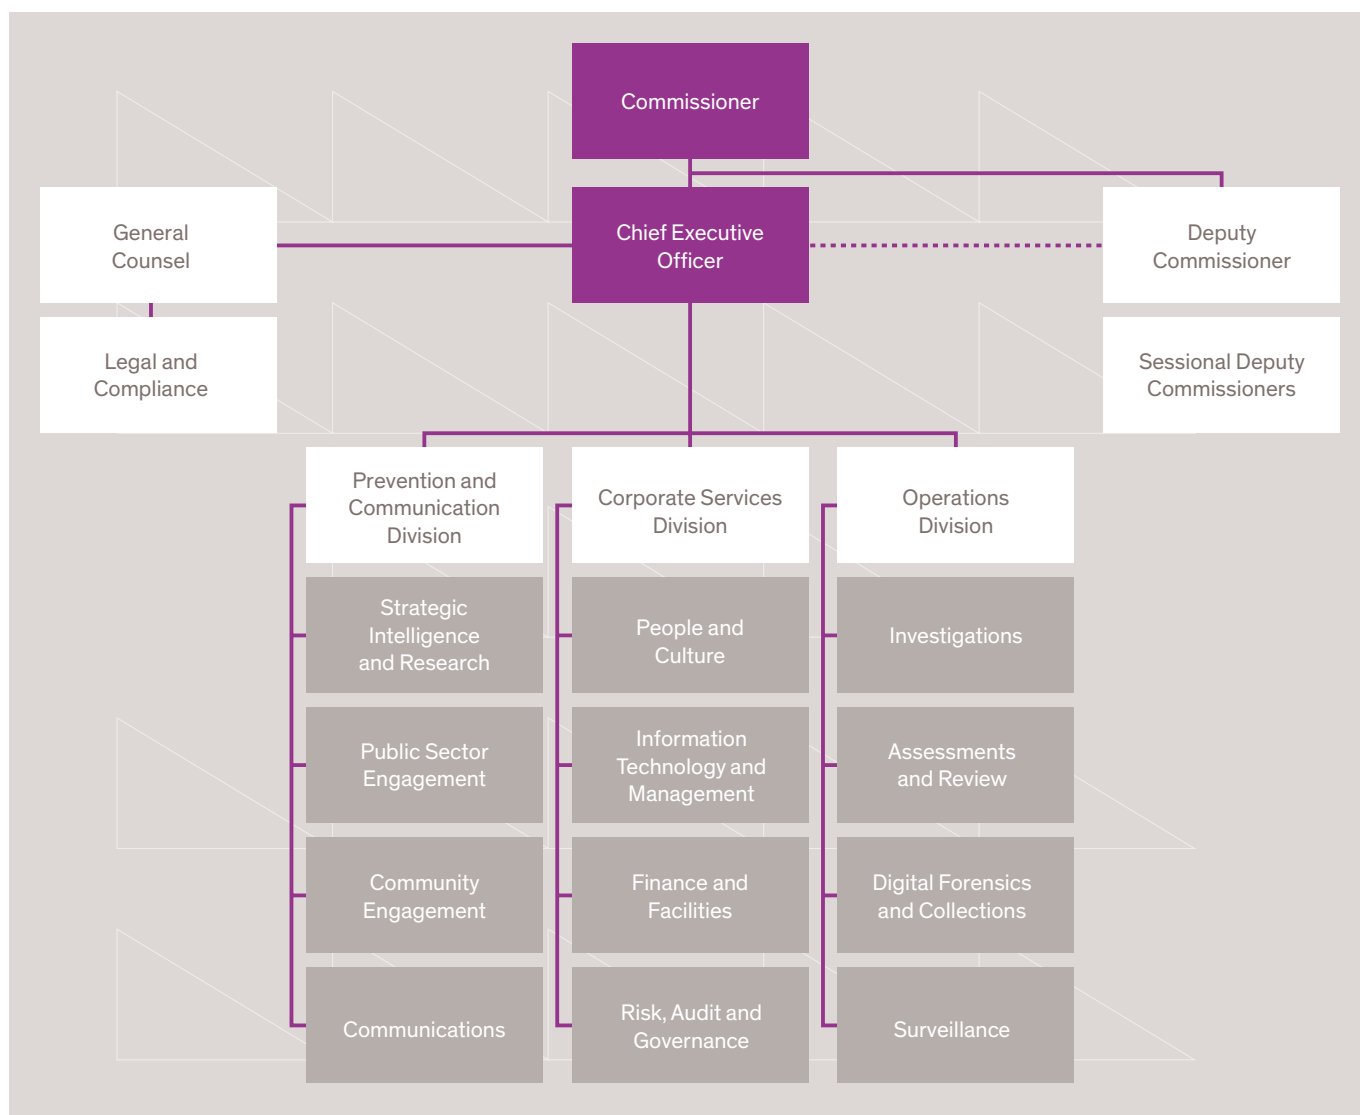 Commissioner
General
Counsel
Chief Executive
Officer
Deputy
Commissioner
Legal and
Compliance
Sessional Deputy
Commissioners
Prevention and
Communication
Division
Corporate Services
Division
Operations
Division
Strategic
Intelligence
and Research
People and
Culture
Investigations
Public Sector
Engagement
Information
Technology and
Management
Assessments
and Review
Community
Engagement
Finance and
Facilities
Digital Forensics
and Collections
Communications
Risk, Audit and
Governance
Surveillance